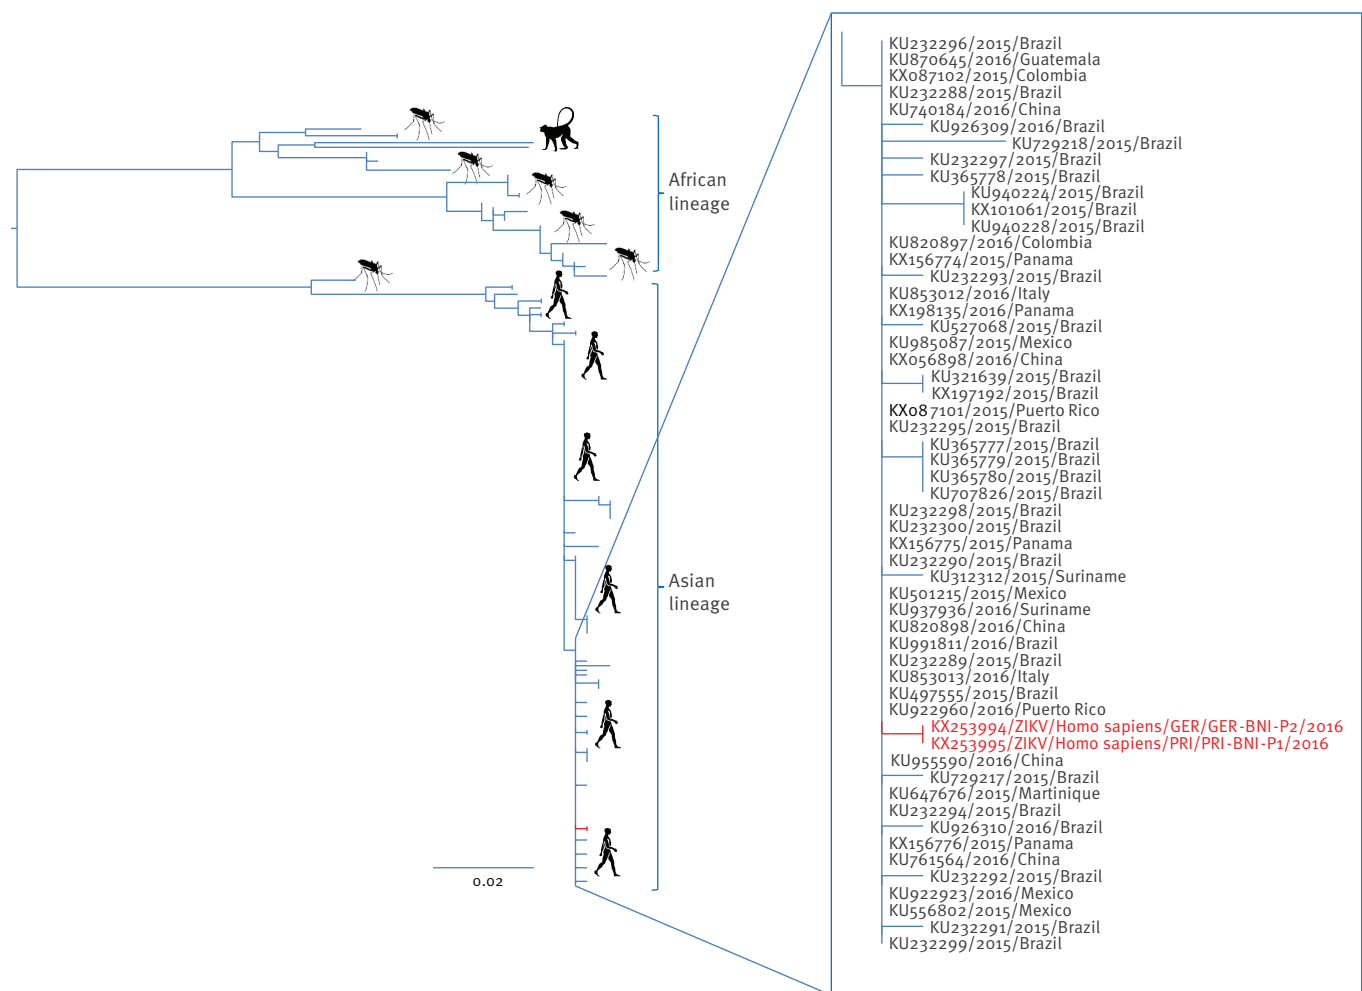 African
lineage
Asian
lineage
0.02
KU232296/2015/Brazil
KU870645/2016/Guatemala
KX087102/2015/Colombia
KU232288/2015/Brazil
KU740184/2016/China
KU926309/2016/Brazil
KU729218/2015/Brazil
KU232297/2015/Brazil
KU365778/2015/Brazil
KU940224/2015/Brazil
KX101061/2015/Brazil
KU940228/2015/Brazil
KU820897/2016/Colombia
KX156774/2015/Panama
KU232293/2015/Brazil
KU853012/2016/Italy
KX198135/2016/Panama
KU527068/2015/Brazil
KU985087/2015/Mexico
KX056898/2016/China
KU321639/2015/Brazil
KX197192/2015/Brazil
KX087101/2015/Puerto Rico
KU232295/2015/Brazil
KU365777/2015/Brazil
KU365779/2015/Brazil
KU365780/2015/Brazil
KU707826/2015/Brazil
KU232298/2015/Brazil
KU232300/2015/Brazil
KX156775/2015/Panama
KU232290/2015/Brazil
KU312312/2015/Suriname
KU501215/2015/Mexico
KU937936/2016/Suriname
KU820898/2016/China
KU991811/2016/Brazil
KU232289/2015/Brazil
KU853013/2016/Italy
KU497555/2015/Brazil
KU922960/2016/Puerto Rico
KX253994/ZIKV/Homo sapiens/GER/GER-BNI-P2/2016
KX253995/ZIKV/Homo sapiens/PRI/PRI-BNI-P1/2016
KU955590/2016/China
KU729217/2015/Brazil
KU647676/2015/Martinique
KU232294/2015/Brazil
KU926310/2016/Brazil
KX156776/2015/Panama
KU761564/2016/China
KU232292/2015/Brazil
KU922923/2016/Mexico
KU556802/2015/Mexico
KU232291/2015/Brazil
KU232299/2015/Brazil